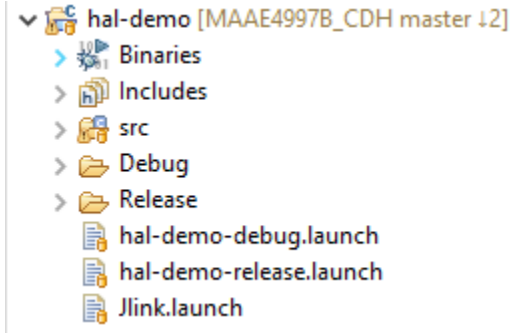 hal-demo [MAAE4997B_CDH master ↓2]
Binaries
Includes
src
Debug
Release
hal-demo-debug.launch
hal-demo-release.launch
Jlink.launch